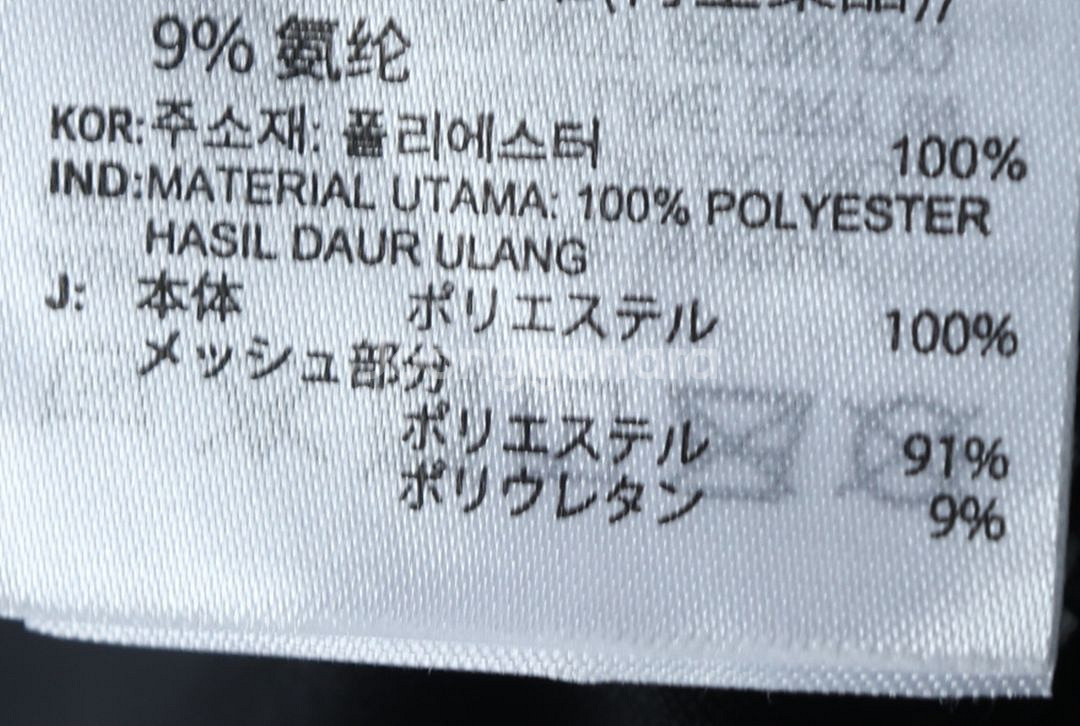 9% 氨纶
KOR:주소재: 폴리에스터 100%
IND:MATERIAL UTAMA: 100% POLYESTER
HASIL DAUR ULANG
J: 本体 ポリエステル 100%
メッシュ部分
ポリエステル 91%
ポリウレタン 9%